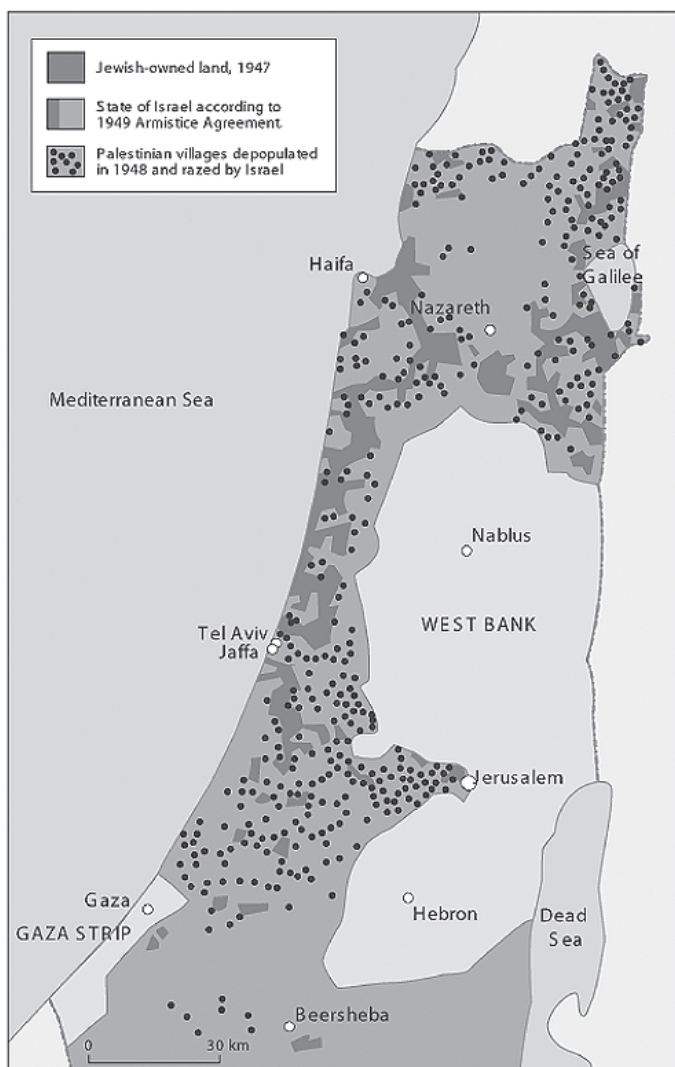 Jewish-owned land, 1947
State of Israel according to
1949 Armistice Agreement
Palestinian villages depopulated
in 1948 and razed by Israel
Sea of
Galilee
Haifa
Nazareth
Mediterranean Sea
Nablus
WEST BANK
Tel Aviv
Jaffa
Jerusalem
Gaza
GAZA STRIP
Hebron
Dead
Sea
Beersheba
0 30 km